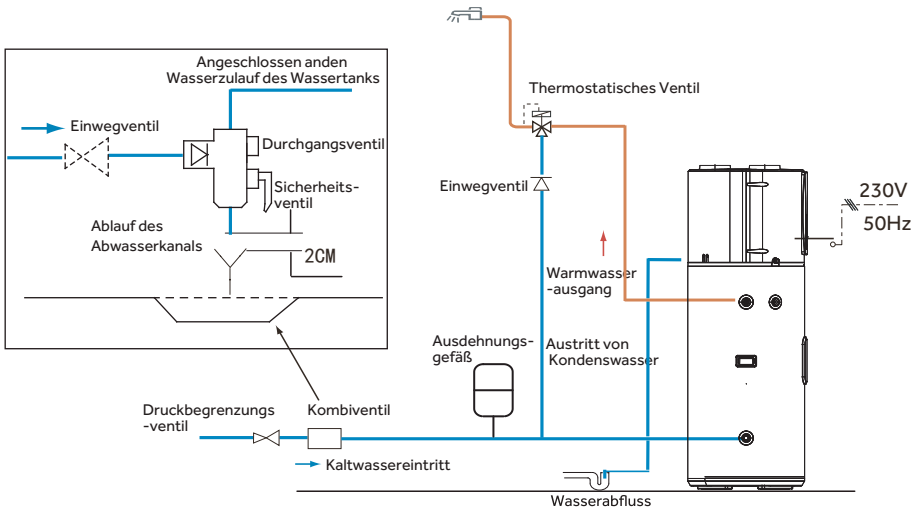 Angeschlossen anden
Wasserzulauf des Wassertanks
Einwegventil
Durchgangsventil
Sicherheits-
ventil
Ablauf des
Abwasserkanals
2CM
Thermostatisches Ventil
Einwegventil
230V
50Hz
Warmwasser
-ausgang
Ausdehnungs-
gefäß
Austritt von
Kondenswasser
Druckbegrenzungs
-ventil
Kombiventil
Kaltwassereintritt
Wasserabfluss